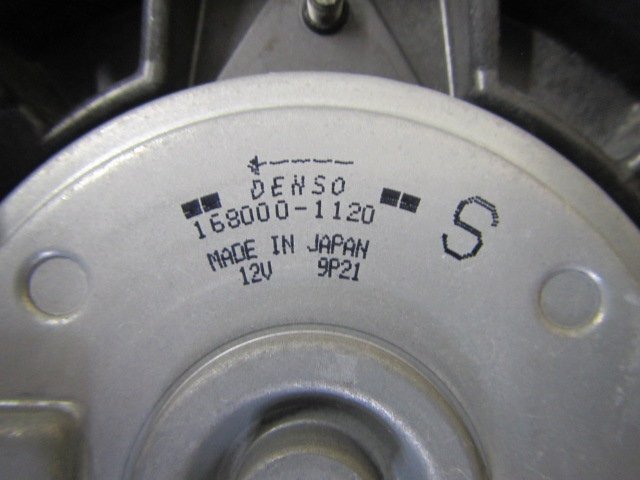 DENSO
168000-1120
S
MADE IN JAPAN
12V 9P21